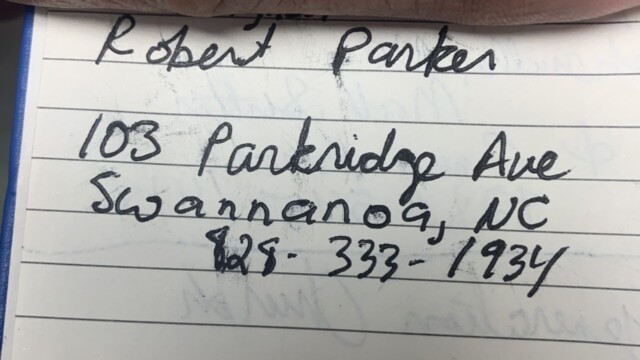 Robert Parker
103 Parkridge Ave
Swannanoa, NC
828-333-1934